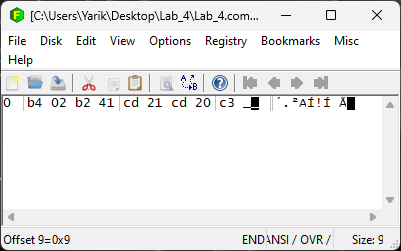 [C:\Users\Yarik\Desktop\Lab_4\Lab_4.com...
File Disk Edit View Options Registry Bookmarks Misc
Help
0 b4 02 b2 41 cd 21 cd 20 c3 ´.²AÍ!Í Ã
Offset 9=0x9 END ANSI / OVR / Size: 9